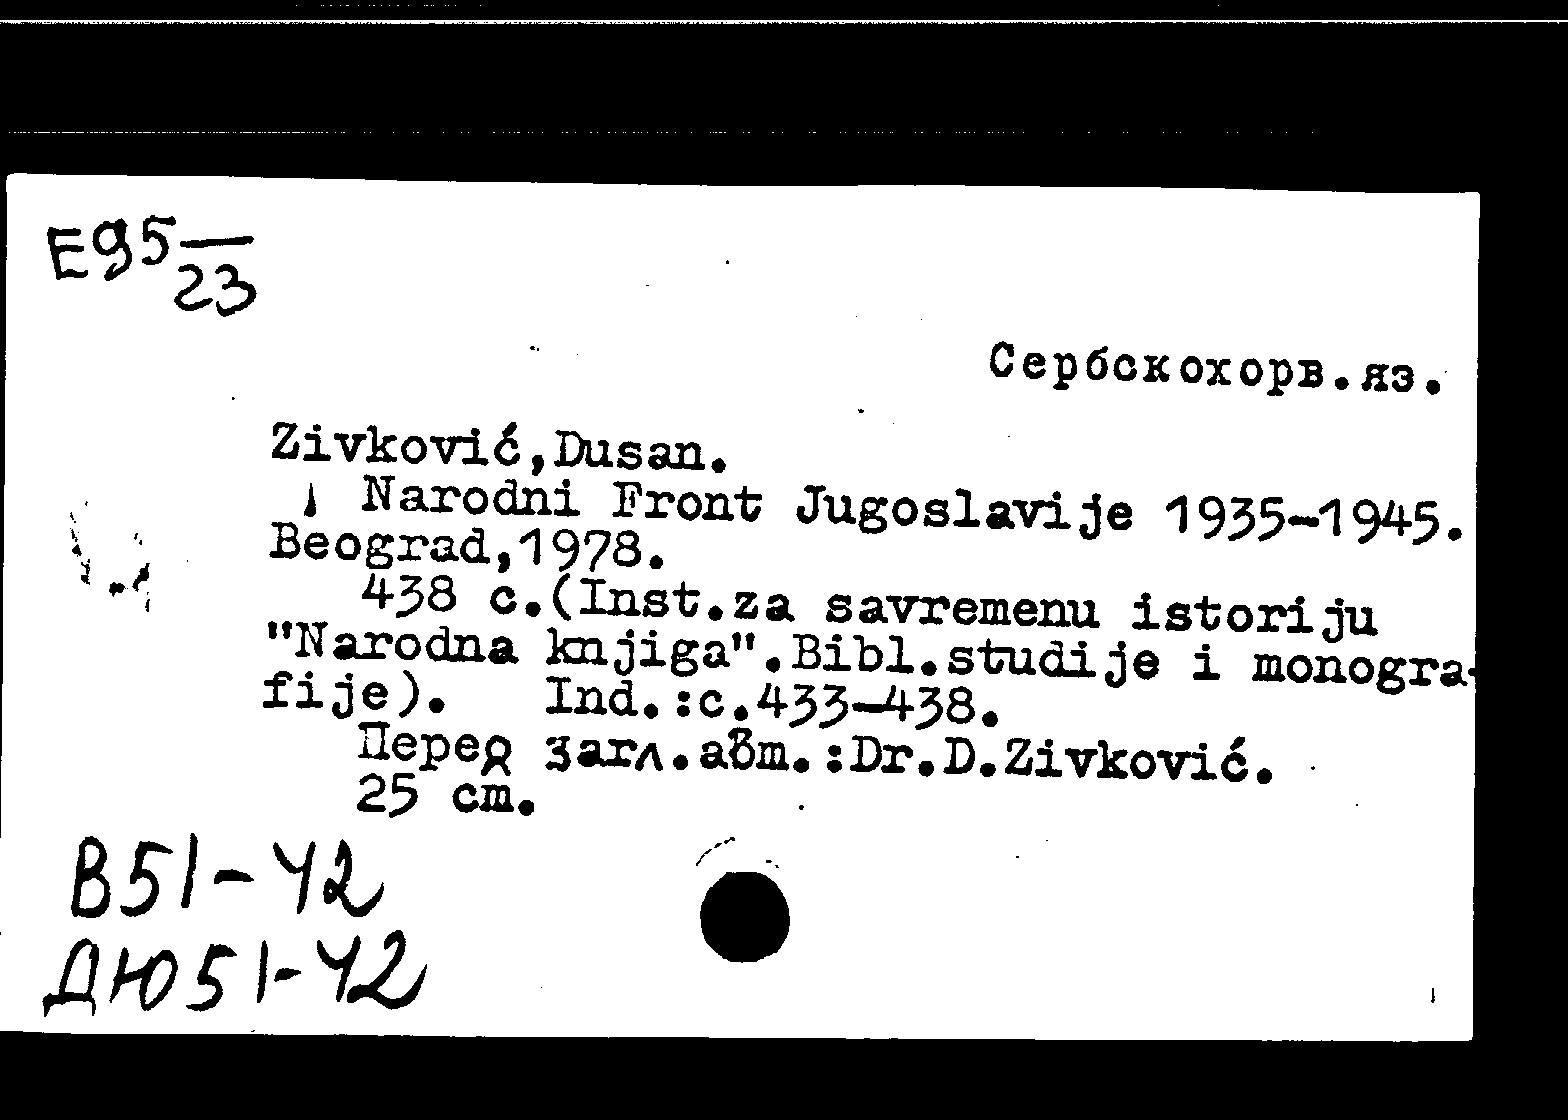 E95—
23
Сербскохорв.яз.
Zivković,Dusan.
Narodni Front Jugoslavije 1935-1945.
Beograd,1978.
438 c.(Inst.za savremenu istoriju
"Narodna knjiga".Bibl.studije i monogra-
fije). Ind.:c.433-438.
Перед загл.авт.:Dr.D.Zivković.
25 cm.
В51-42
ДЮ51-42